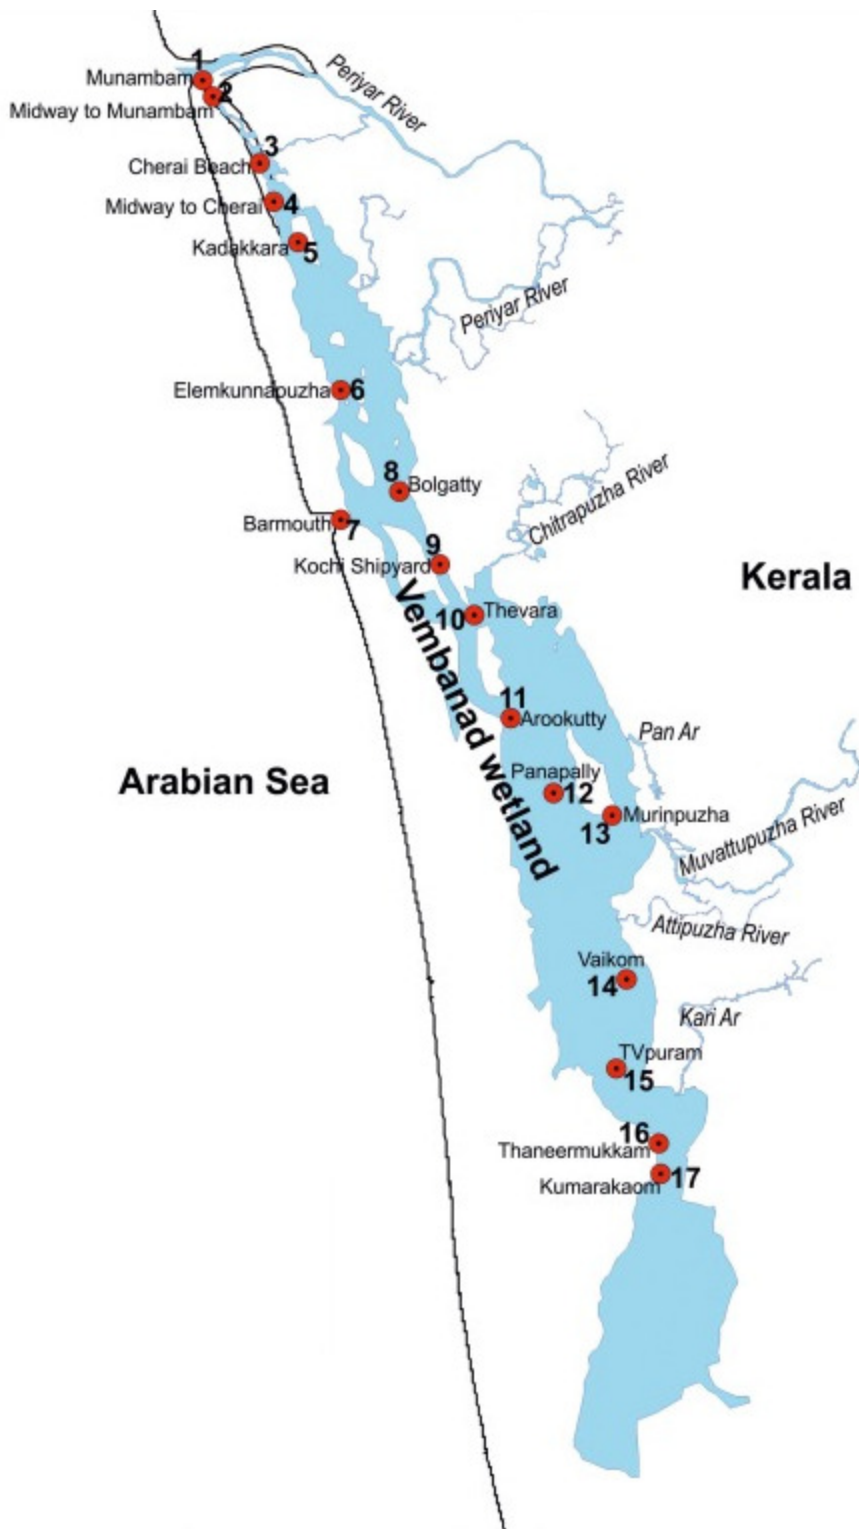 1
Munambam
Periyar River
2
Midway to Munambam
3
Cherai Beach
Midway to Cherai
4
Kadakkara
5
Periyar River
Elemkunnapuzha
6
8
Bolgatty
Chitrapuzha River
Barmouth
7
9
Kochi Shipyard
Kerala
10
Thevara
Vembanad wetland
11
Arookutty
Pan Ar
Arabian Sea
Panapally
12
Murinpuzha
13
Muvattupuzha River
Attipuzha River
Vaikom
14
Kari Ar
TVpuram
15
16
Thaneermukkam
17
Kumarakaom